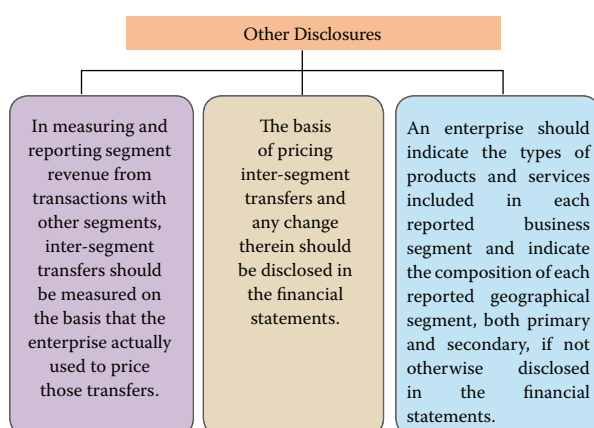 Other Disclosures
In measuring and
reporting segment
revenue from
transactions with
other segments,
inter-segment
transfers should
be measured on
the basis that the
enterprise actually
used to price
those transfers.
The basis
of pricing
inter-segment
transfers and
any change
therein should
be disclosed in
the financial
statements.
An enterprise should
indicate the types of
products and services
included in each
reported business
segment and indicate
the composition of each
reported geographical
segment, both primary
and secondary, if not
otherwise disclosed
in the financial
statements.